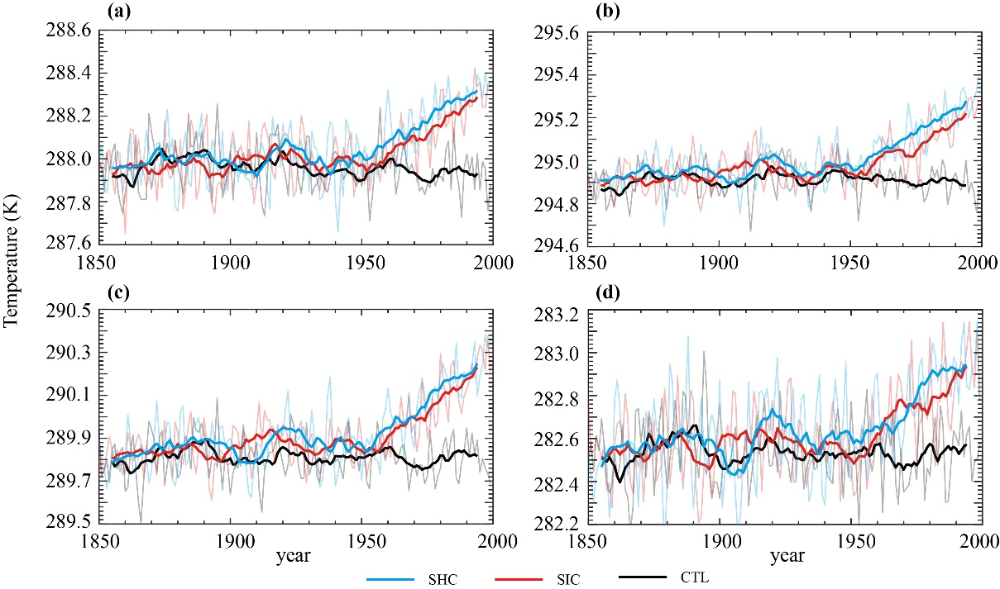 (a) (b)
288.6 295.6
288.4 295.4
288.2 295.2
288.0 295.0
287.8 294.8
287.6 294.6
1850 1900 1950 2000 1850 1900 1950 2000
Temperature (K)
(c) (d)
290.5 283.2
290.3 283.0
290.1 282.8
289.9 282.6
289.7 282.4
289.5 282.2
1850 1900 1950 2000 1850 1900 1950 2000
year year
SHC SIC CTL